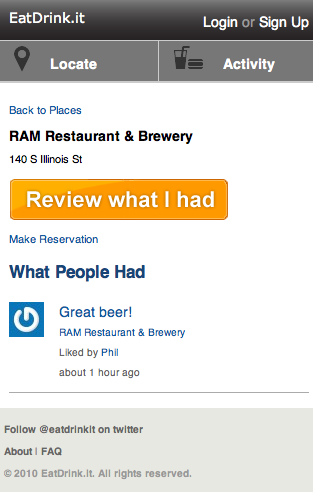 EatDrink.it
Login or Sign Up
Locate
Activity
Back to Places
RAM Restaurant & Brewery
140 S Illinois St
Review what I had
Make Reservation
What People Had
Great beer!
RAM Restaurant & Brewery
Liked by Phil
about 1 hour ago
Follow @eatdrinkit on twitter
About | FAQ
© 2010 EatDrink.it. All rights reserved.